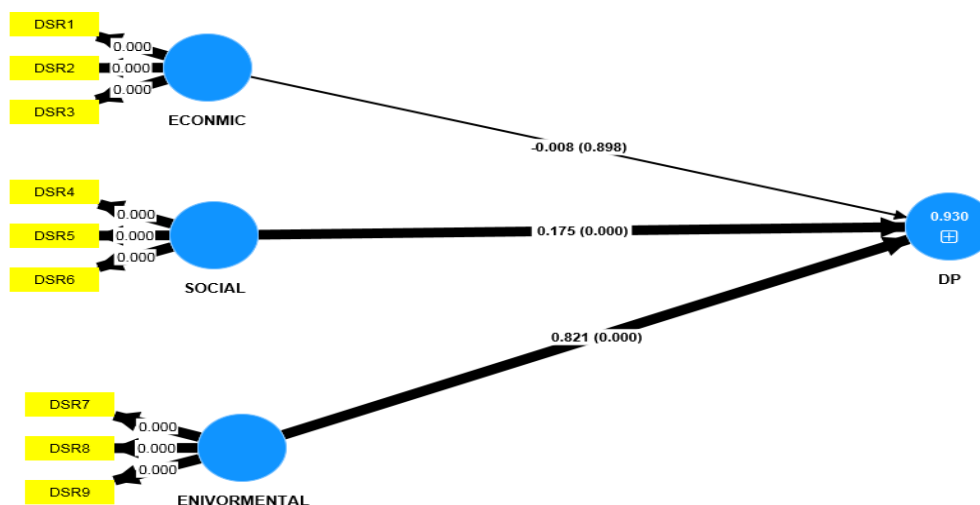 DSR1
0.000
DSR2
0.000
DSR3
0.000
ECONMIC
-0.008 (0.898)
DSR4
0.000
DSR5
0.000
DSR6
0.000
SOCIAL
0.175 (0.000)
0.930
DP
0.821 (0.000)
DSR7
0.000
DSR8
0.000
DSR9
0.000
ENIVORMENTAL